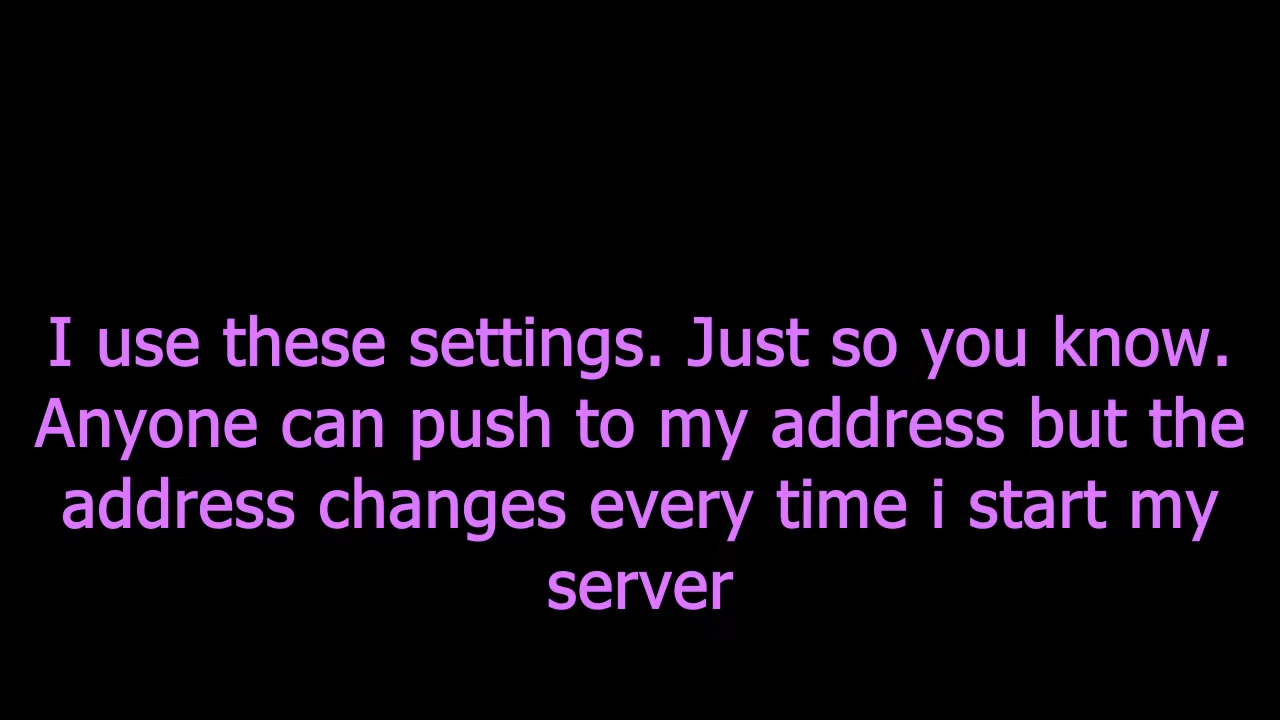 I use these settings. Just so you know.
Anyone can push to my address but the
address changes every time i start my
server